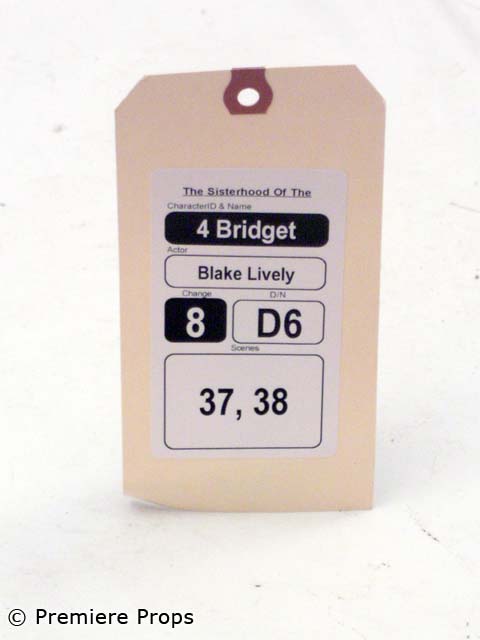 The Sisterhood Of The
CharacterID & Name
4 Bridget
Actor
Blake Lively
Change D/N
8 D6
Scenes
37, 38
© Premiere Props